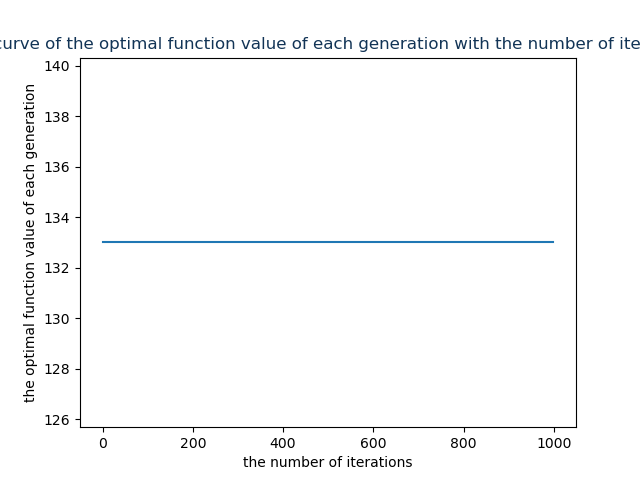 curve of the optimal function value of each generation with the number of ite
140
138
136
134
132
130
128
126
the optimal function value of each generation
0 200 400 600 800 1000
the number of iterations